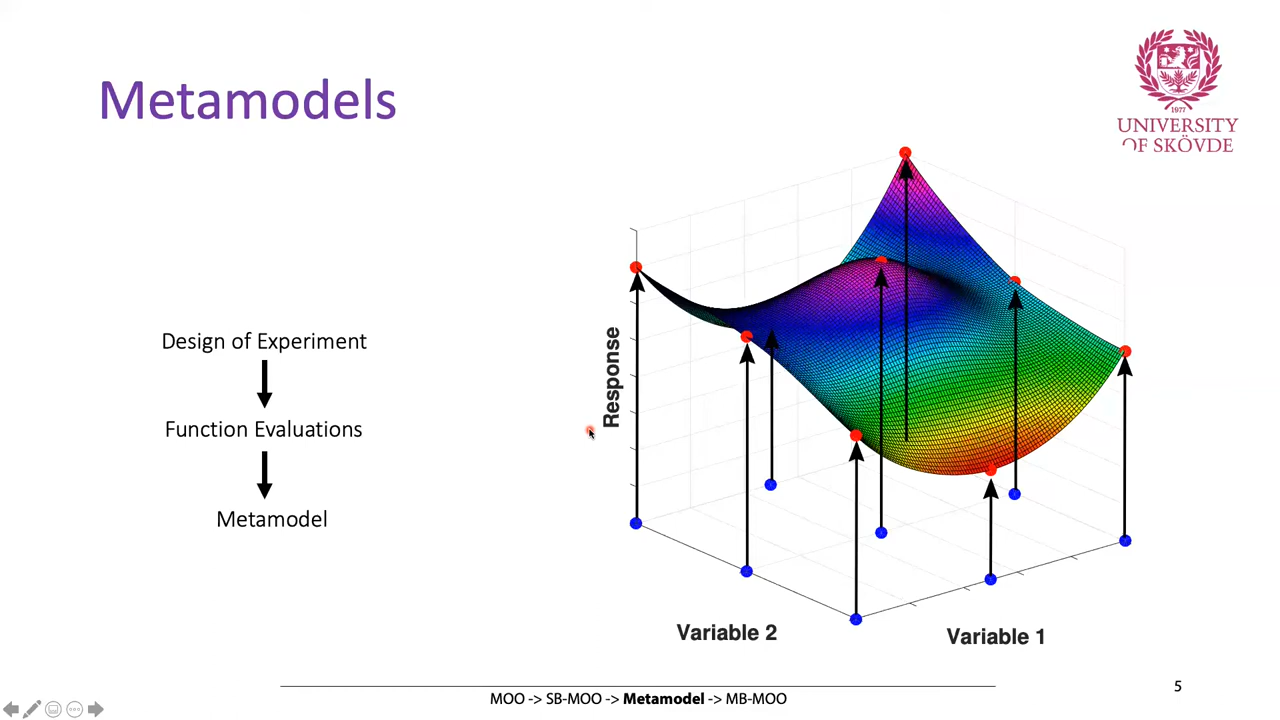 Metamodels
1977
UNIVERSITY
OF SKÖVDE
Design of Experiment
Function Evaluations
Metamodel
Response
Variable 2
Variable 1
MOO -> SB-MOO -> Metamodel -> MB-MOO
5